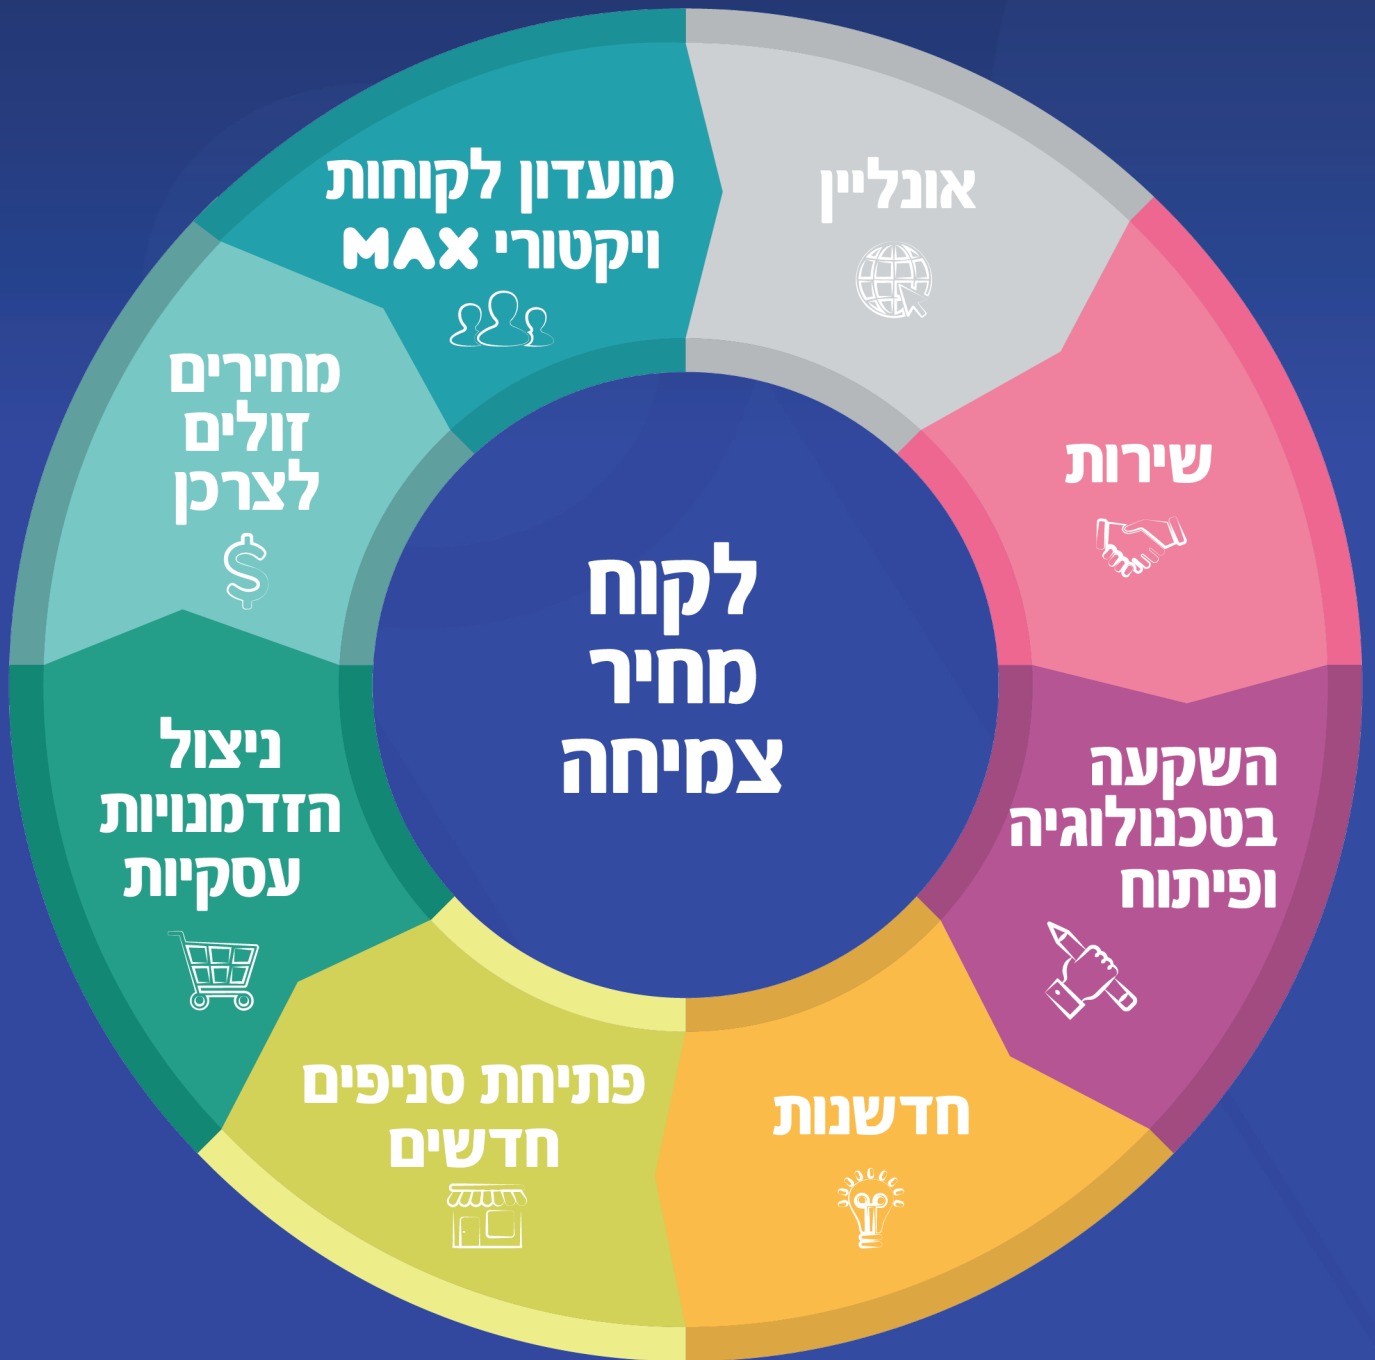 אונליין
שירות
השקעה
בטכנולוגיה
ופיתוח
חדשנות
פתיחת סניפים
חדשים
ניצול
הזדמנויות
עסקיות
מחירים
זולים
לצרכן
מועדון לקוחות
ויקטורי MAX
לקוח
מחיר
צמיחה